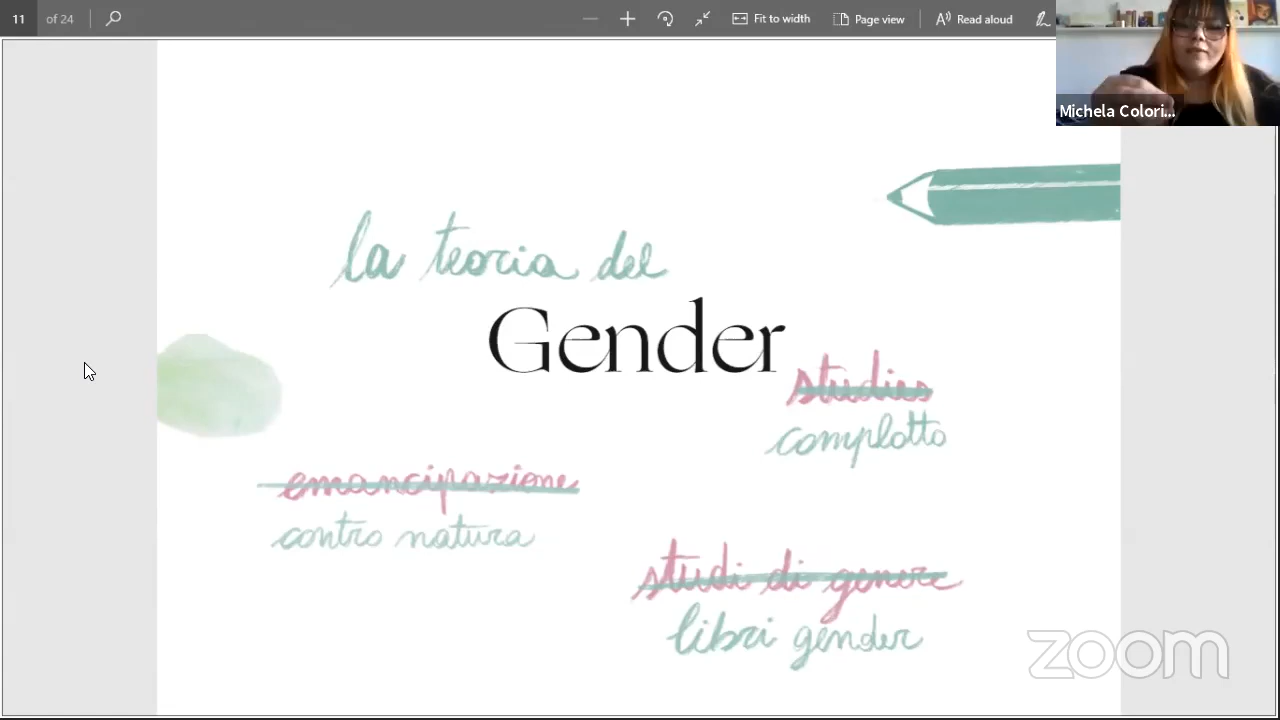 11 of 24
Fit to width
Page view
Read aloud
Michela Colori...
la teoria del
Gender
studies
complotto
emancipazione
contro natura
studi di genere
libri gender
zoom